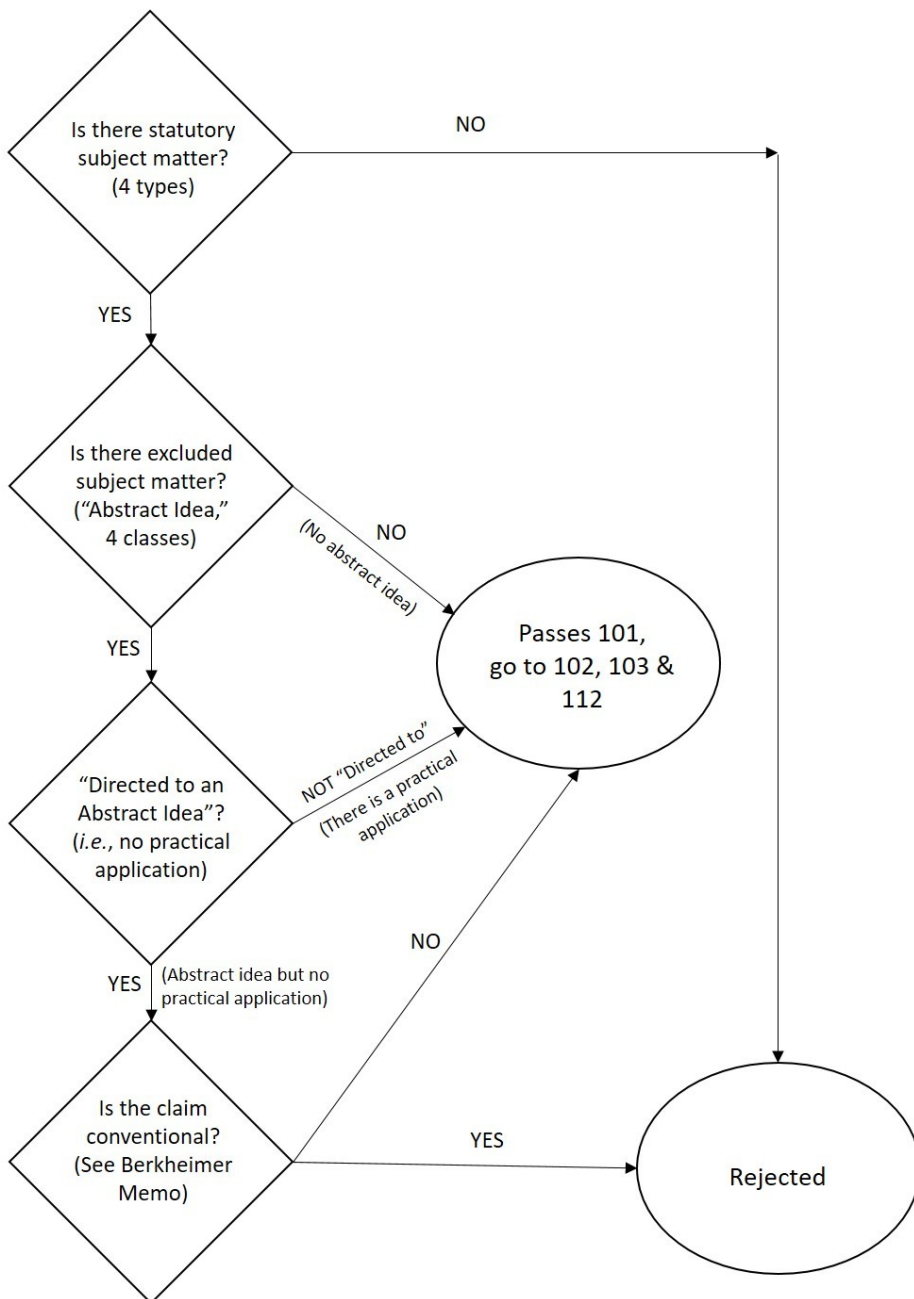 Is there statutory
subject matter?
(4 types)
NO
YES
Is there excluded
subject matter?
(“Abstract Idea,”
4 classes)
NO
(No abstract idea)
YES
Passes 101,
go to 102, 103 &
112
“Directed to an
Abstract Idea”?
(i.e., no practical
application)
NOT “Directed to”
(There is a practical
application)
YES
(Abstract idea but no
practical application)
NO
Is the claim
conventional?
(See Berkheimer
Memo)
YES
Rejected